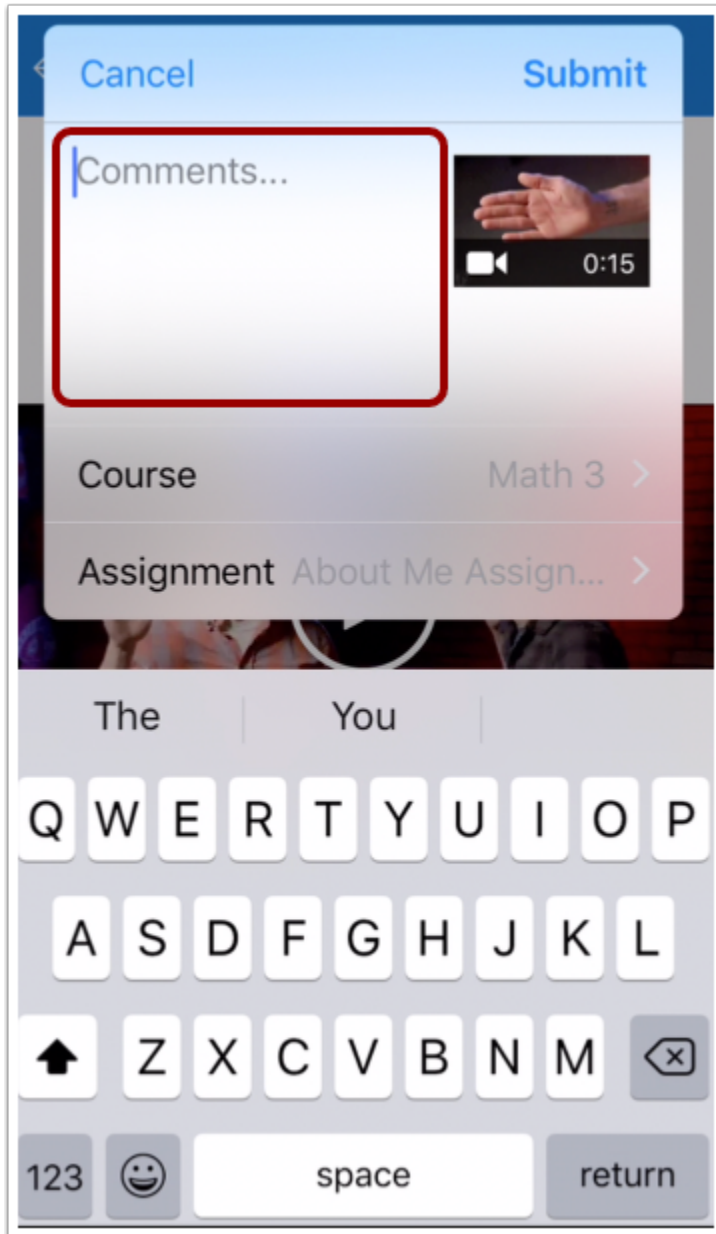 Cancel Submit
Comments...
0:15
Course Math 3
Assignment About Me Assign...
The You
Q W E R T Y U I O P
A S D F G H J K L
Z X C V B N M
123 space return